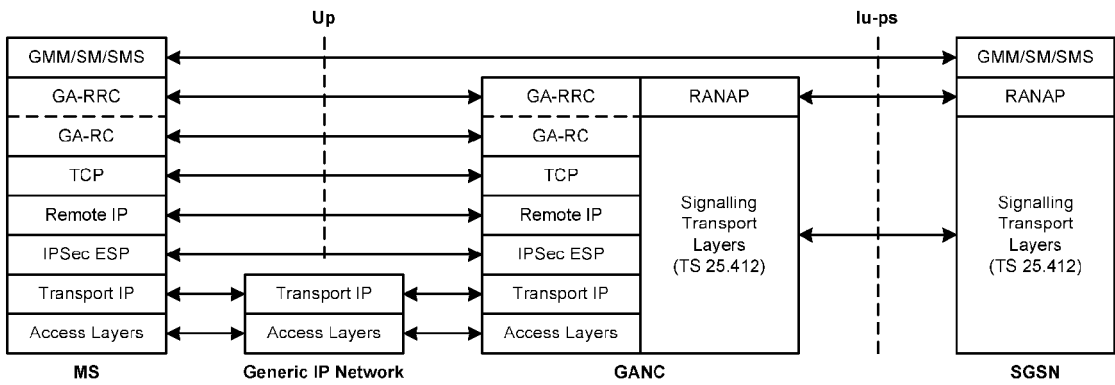 Up
Iu-ps
GMM/SM/SMS
GMM/SM/SMS
GA-RRC
GA-RRC
RANAP
RANAP
GA-RC
GA-RC
TCP
TCP
Remote IP
Remote IP
Signalling
Transport
Layers
(TS 25.412)
Signalling
Transport
Layers
(TS 25.412)
IPSec ESP
IPSec ESP
Transport IP
Transport IP
Transport IP
Access Layers
Access Layers
Access Layers
MS
Generic IP Network
GANC
SGSN